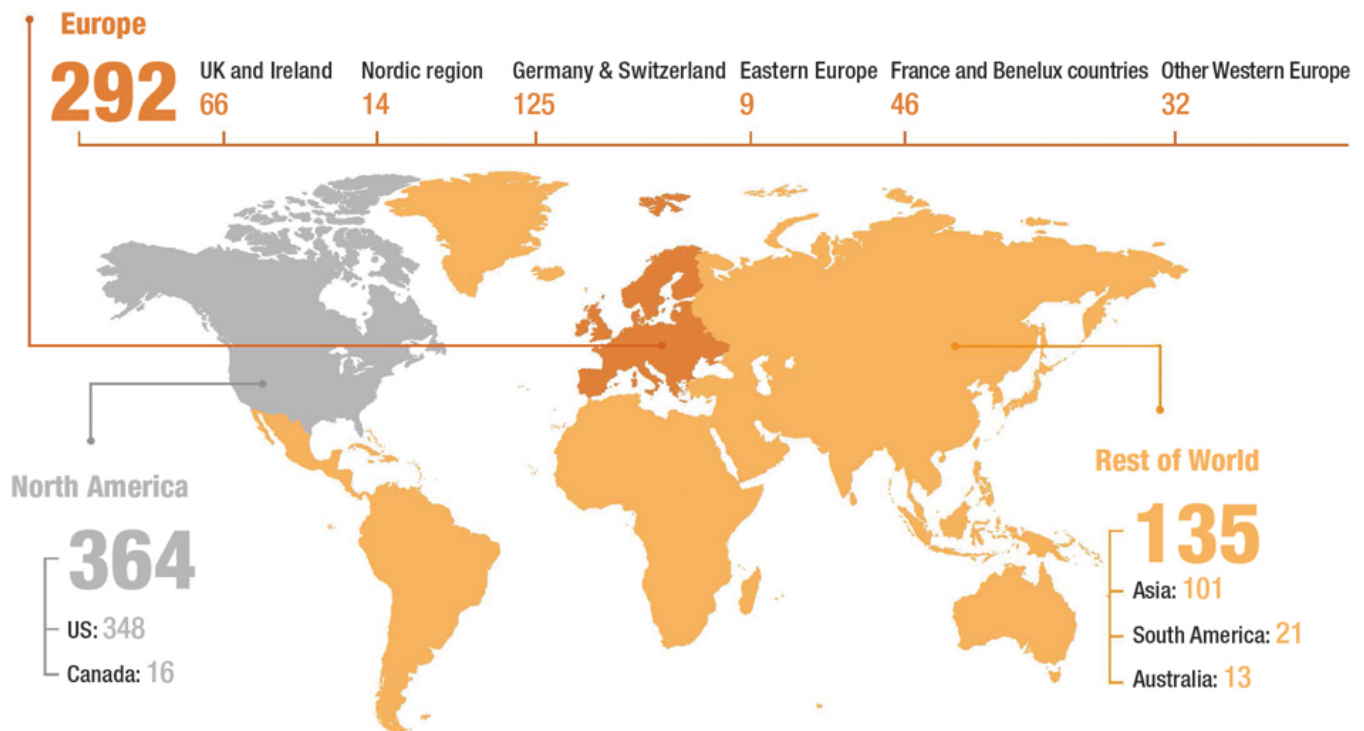 Europe
292
UK and Ireland
66
Nordic region
14
Germany & Switzerland
125
Eastern Europe
9
France and Benelux countries
46
Other Western Europe
32
North America
364
US: 348
Canada: 16
Rest of World
135
Asia: 101
South America: 21
Australia: 13